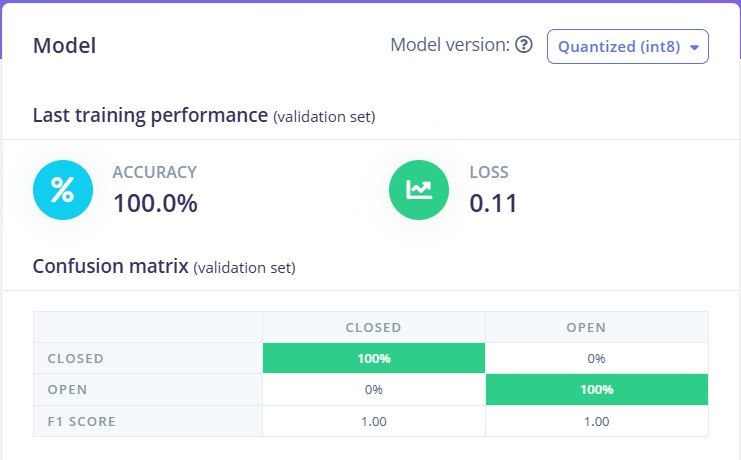 Model
Model version: Quantized (int8)
Last training performance (validation set)
% ACCURACY LOSS
100.0% 0.11
Confusion matrix (validation set)
CLOSED OPEN
CLOSED 100% 0%
OPEN 0% 100%
F1 SCORE 1.00 1.00